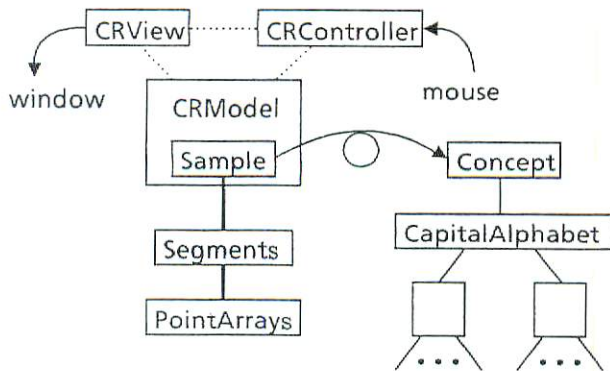 CRView
CRController
window
mouse
CRModel
Sample
Concept
CapitalAlphabet
Segments
PointArrays
• • •
• • •